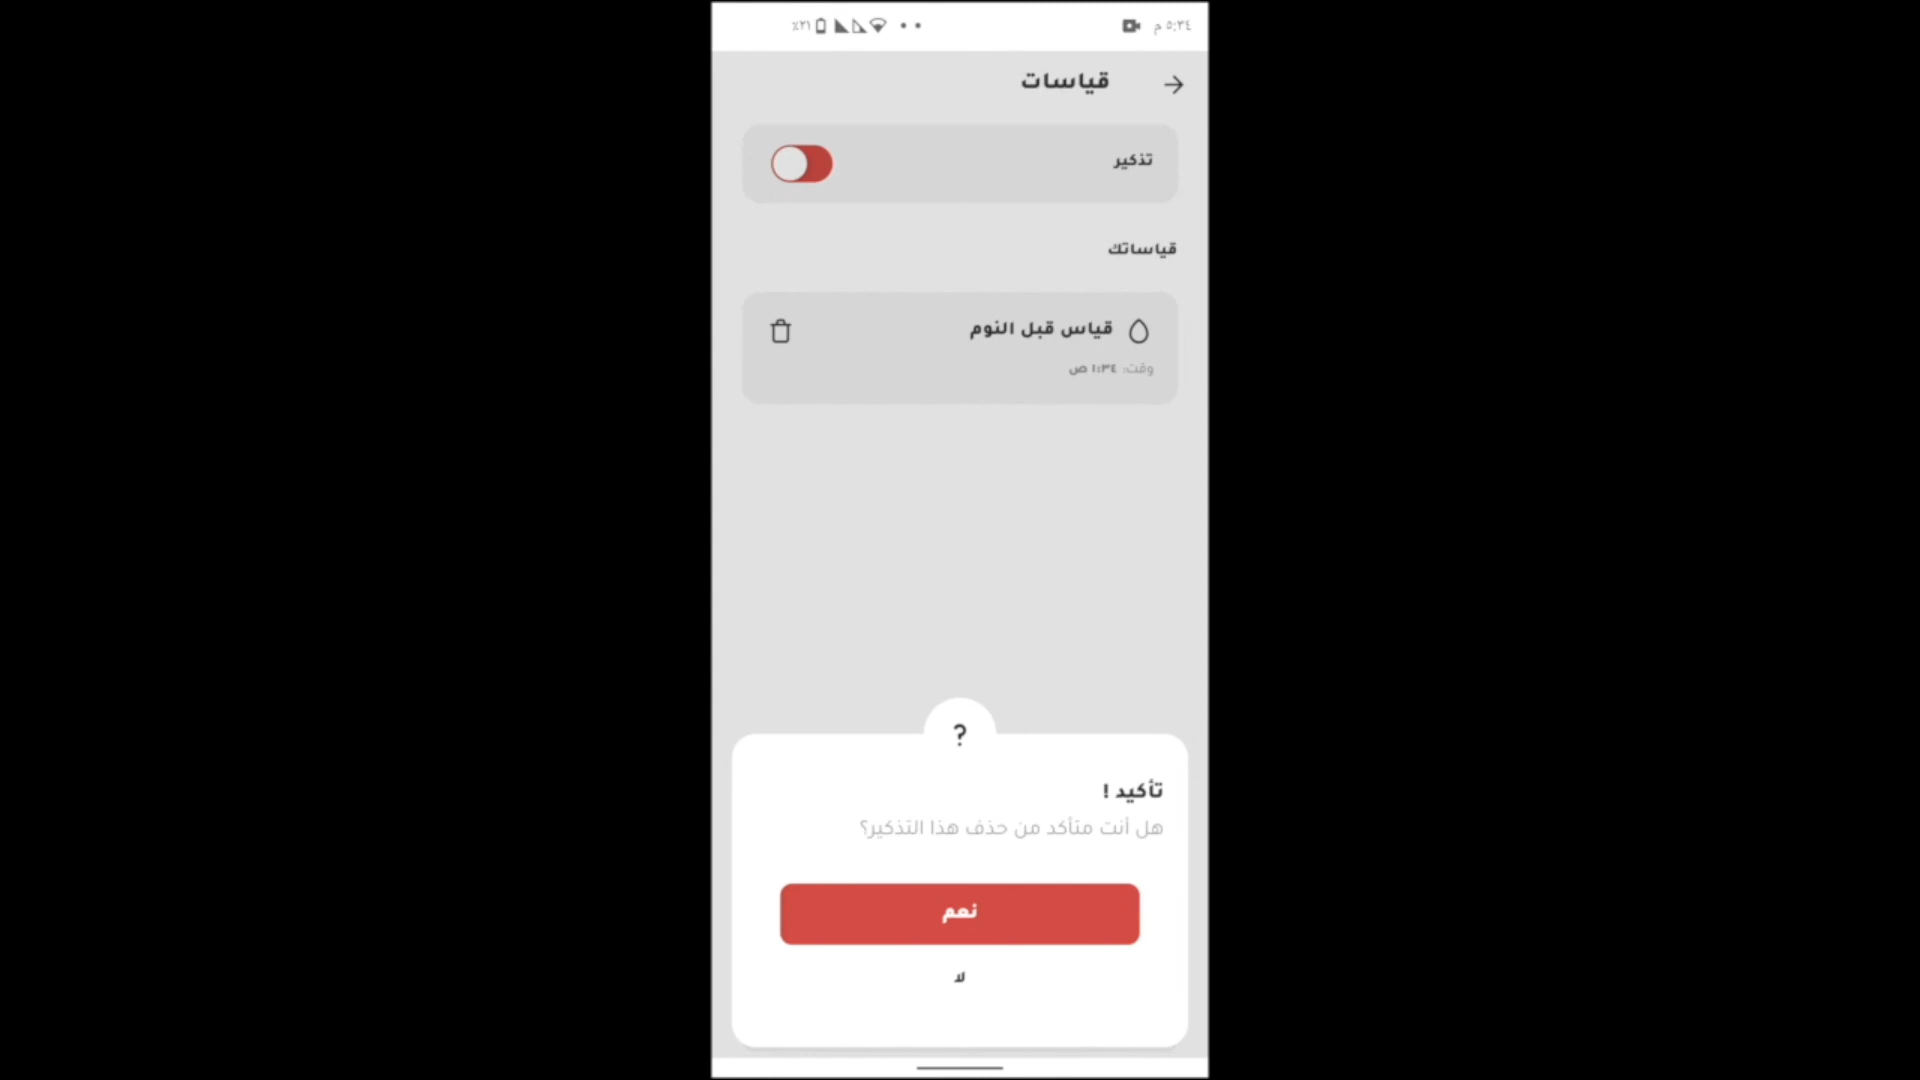 ٥:٣٤ م
٪٢١
قياسات
تذكير
قياساتك
قياس قبل النوم
وقت: ١:٣٤ ص
?
تأكيد !
هل أنت متأكد من حذف هذا التذكير؟
نعم
لا